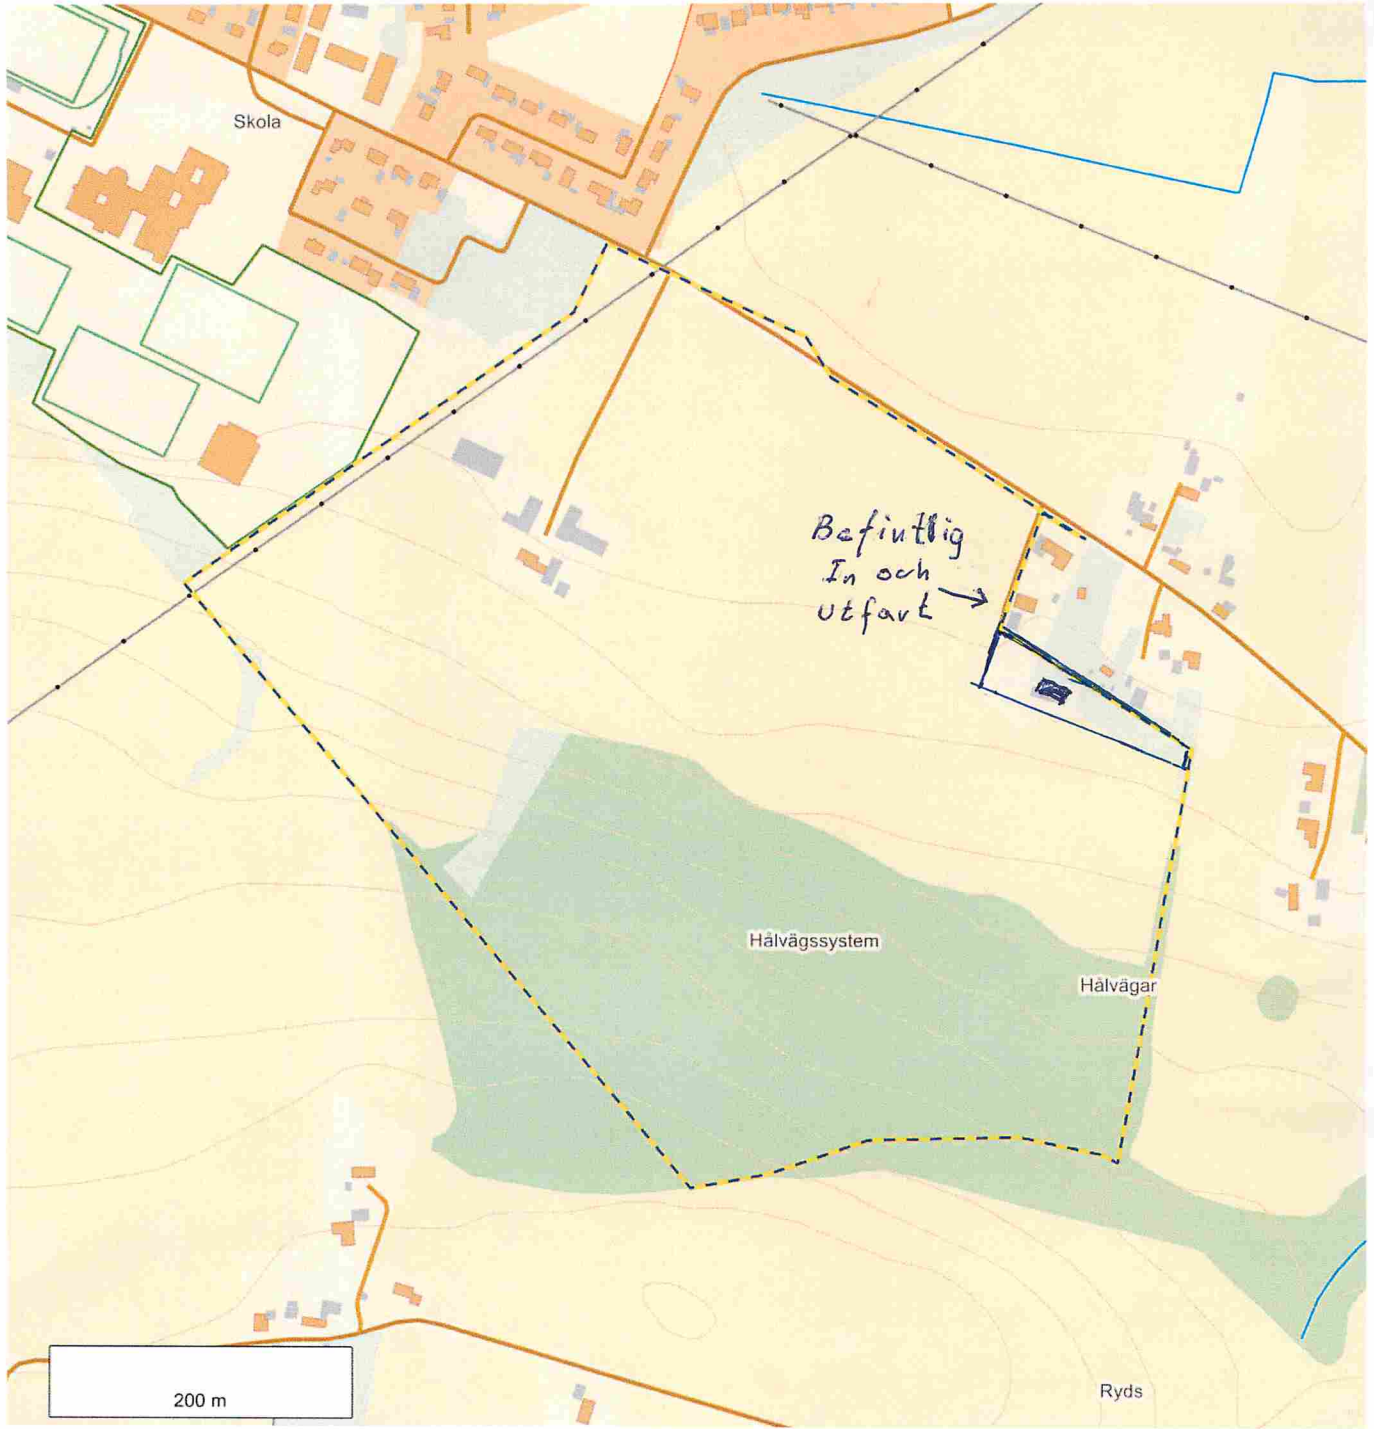 Skola
Befintlig
In och
utfart
Hålvägssystem
Hålvägar
200 m
Ryds